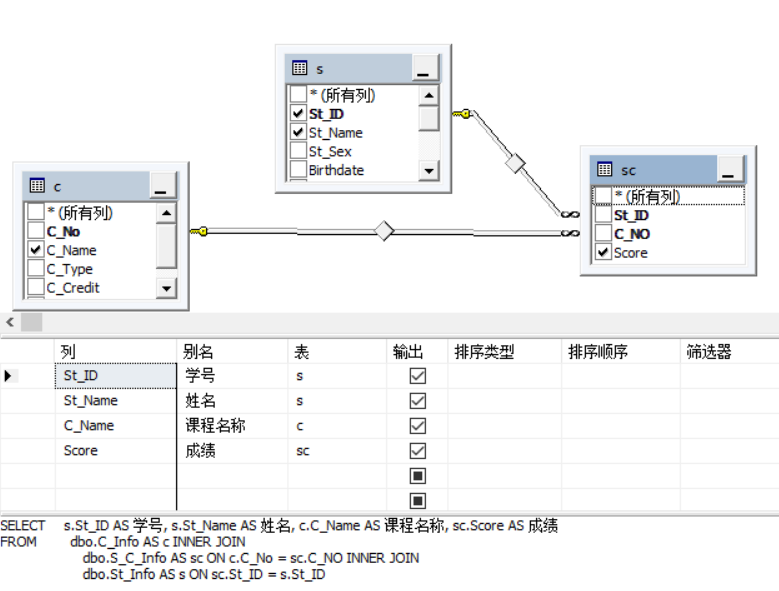 s
* (所有列)
St_ID
St_Name
St_Sex
Birthdate
c
* (所有列)
C_No
C_Name
C_Type
C_Credit
sc
* (所有列)
St_ID
C_NO
Score
列 别名 表 输出 排序类型 排序顺序 筛选器
St_ID 学号 s
St_Name 姓名 s
C_Name 课程名称 c
Score 成绩 sc
SELECT s.St_ID AS 学号, s.St_Name AS 姓名, c.C_Name AS 课程名称, sc.Score AS 成绩
FROM dbo.C_Info AS c INNER JOIN
dbo.S_C_Info AS sc ON c.C_No = sc.C_NO INNER JOIN
dbo.St_Info AS s ON sc.St_ID = s.St_ID